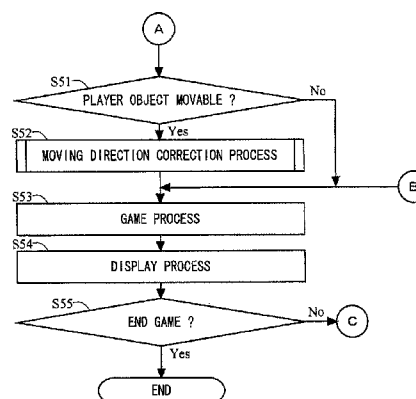 A
S51
PLAYER OBJECT MOVABLE ?
No
Yes
S52
MOVING DIRECTION CORRECTION PROCESS
B
S53
GAME PROCESS
S54
DISPLAY PROCESS
S55
END GAME ?
No
C
Yes
END